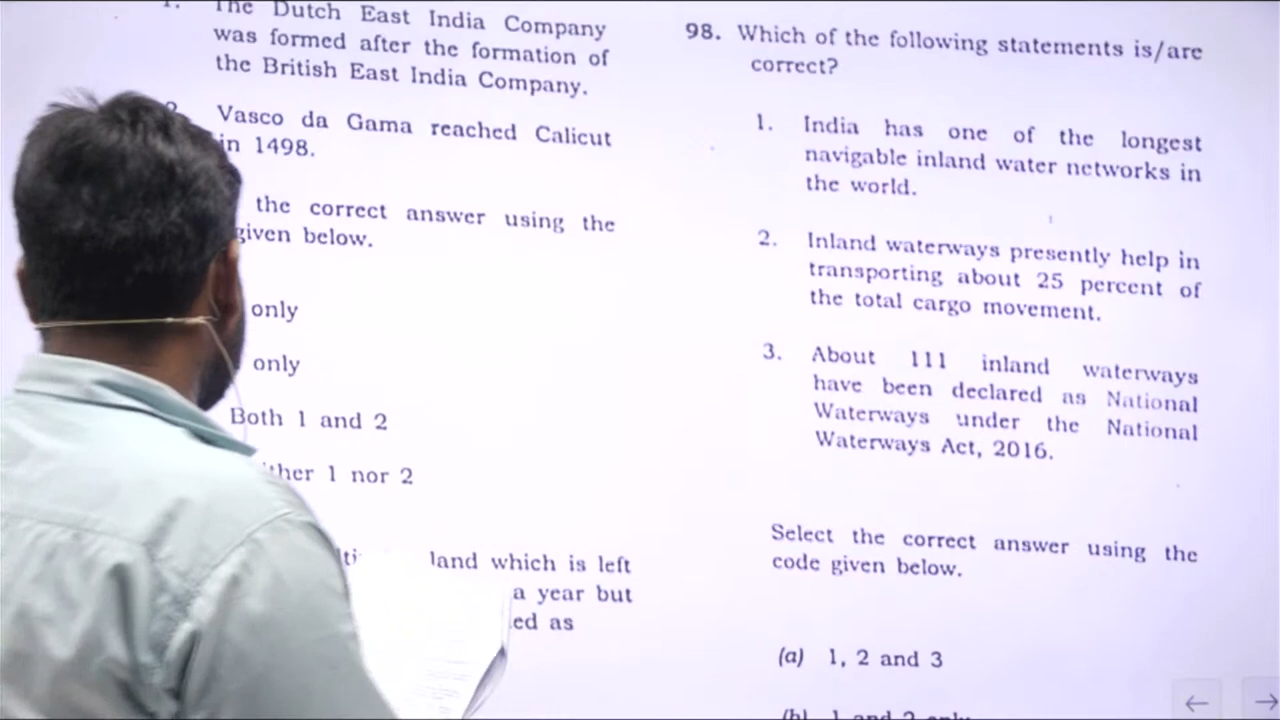 The Dutch East India Company
was formed after the formation of
the British East India Company.
Vasco da Gama reached Calicut
in 1498.
the correct answer using the
given below.
only
only
Both 1 and 2
1 nor 2
land which is left
a year but
as
98. Which of the following statements is/are
correct?
1. India has one of the longest
navigable inland water networks in
the world.
2. Inland waterways presently help in
transporting about 25 percent of
the total cargo movement.
3. About 111 inland waterways
have been declared as National
Waterways under the National
Waterways Act, 2016.
Select the correct answer using the
code given below.
(a) 1, 2 and 3